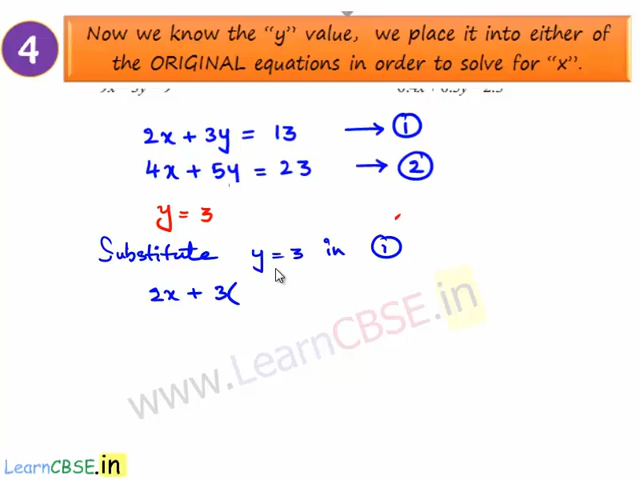 4
Now we know the "y" value, we place it into either of
the ORIGINAL equations in order to solve for "x".
2x + 3y = 13 → 1
4x + 5y = 23 → 2
y = 3
Substitute y = 3 in 1
2x + 3(
www.LearnCBSE.in
LearnCBSE.in